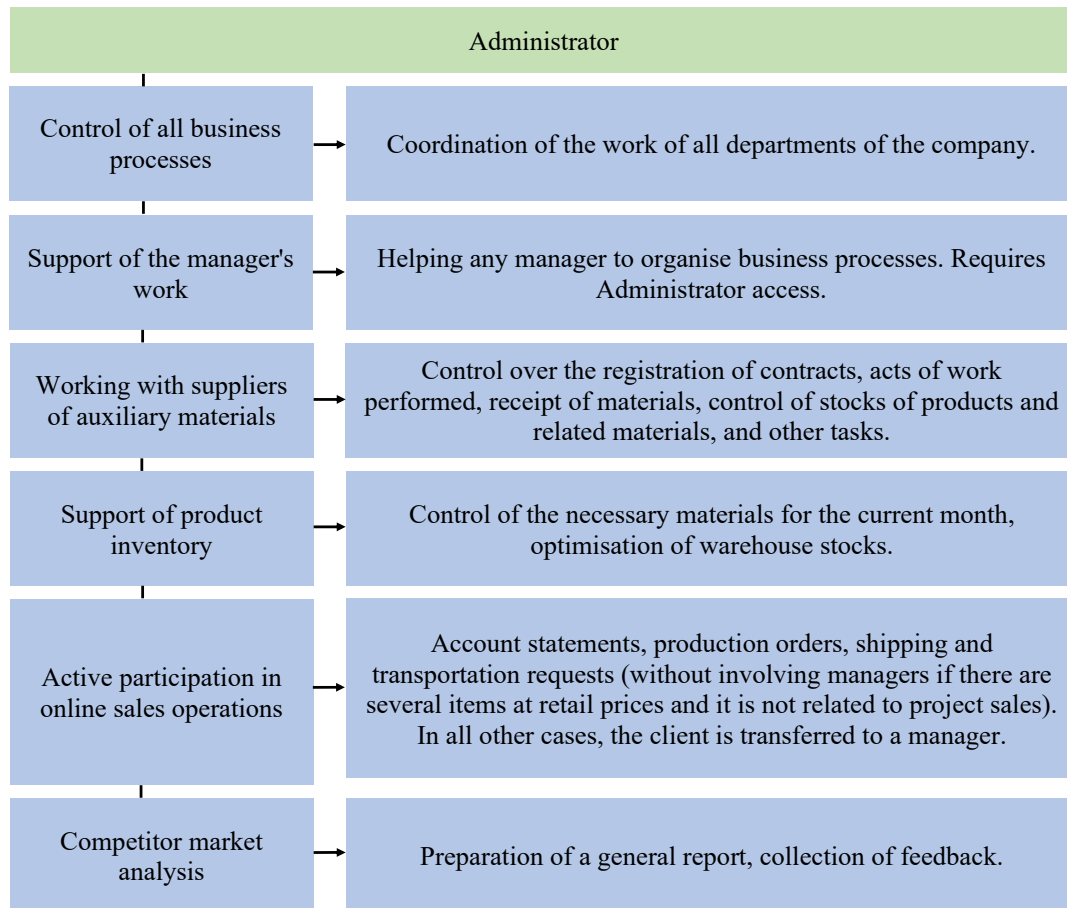 Administrator
Control of all business
processes
Coordination of the work of all departments of the company.
Support of the manager's
work
Helping any manager to organise business processes. Requires
Administrator access.
Working with suppliers
of auxiliary materials
Control over the registration of contracts, acts of work
performed, receipt of materials, control of stocks of products and
related materials, and other tasks.
Support of product
inventory
Control of the necessary materials for the current month,
optimisation of warehouse stocks.
Active participation in
online sales operations
Account statements, production orders, shipping and
transportation requests (without involving managers if there are
several items at retail prices and it is not related to project sales).
In all other cases, the client is transferred to a manager.
Competitor market
analysis
Preparation of a general report, collection of feedback.